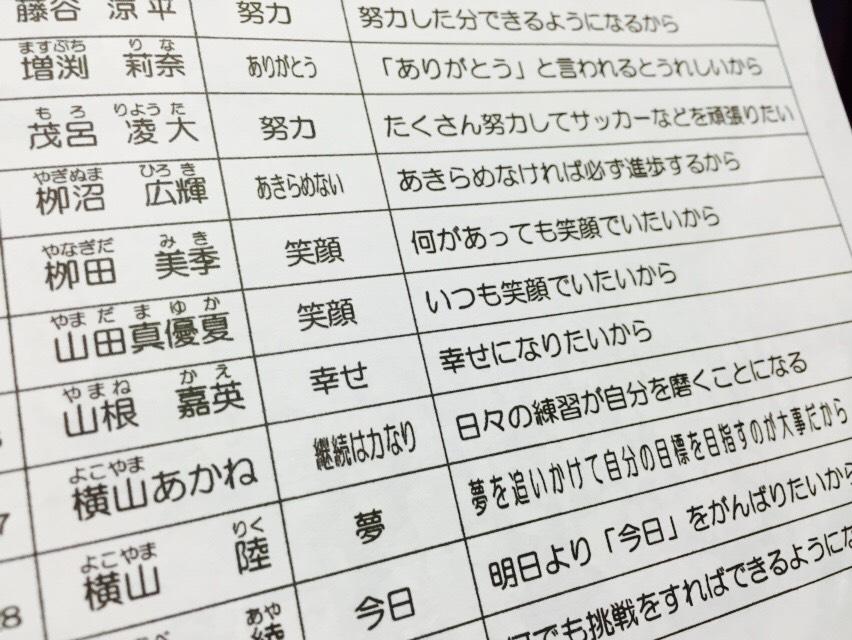 藤谷 涼平 努力 努力した分できるようになるから
ますぶち りな
増渕 莉奈 ありがとう 「ありがとう」と言われるとうれしいから
もろ りょうた
茂呂 凌大 努力 たくさん努力してサッカーなどを頑張りたい
やぎぬま ひろき
栁沼 広輝 あきらめない あきらめなければ必ず進歩するから
やなぎだ みき
栁田 美季 笑顔 何があっても笑顔でいたいから
やまだ まゆか
山田真優夏 笑顔 いつも笑顔でいたいから
やまね かえ
山根 嘉英 幸せ 幸せになりたいから
よこやま
7 横山あかね 継続は力なり 日々の練習が自分を磨くことになる
よこやま りく
8 横山 陸 夢 夢を追いかけて自分の目標を目指すのが大事だから
あや
今日 明日より「今日」をがんばりたいから
何でも挑戦をすればできるようにな